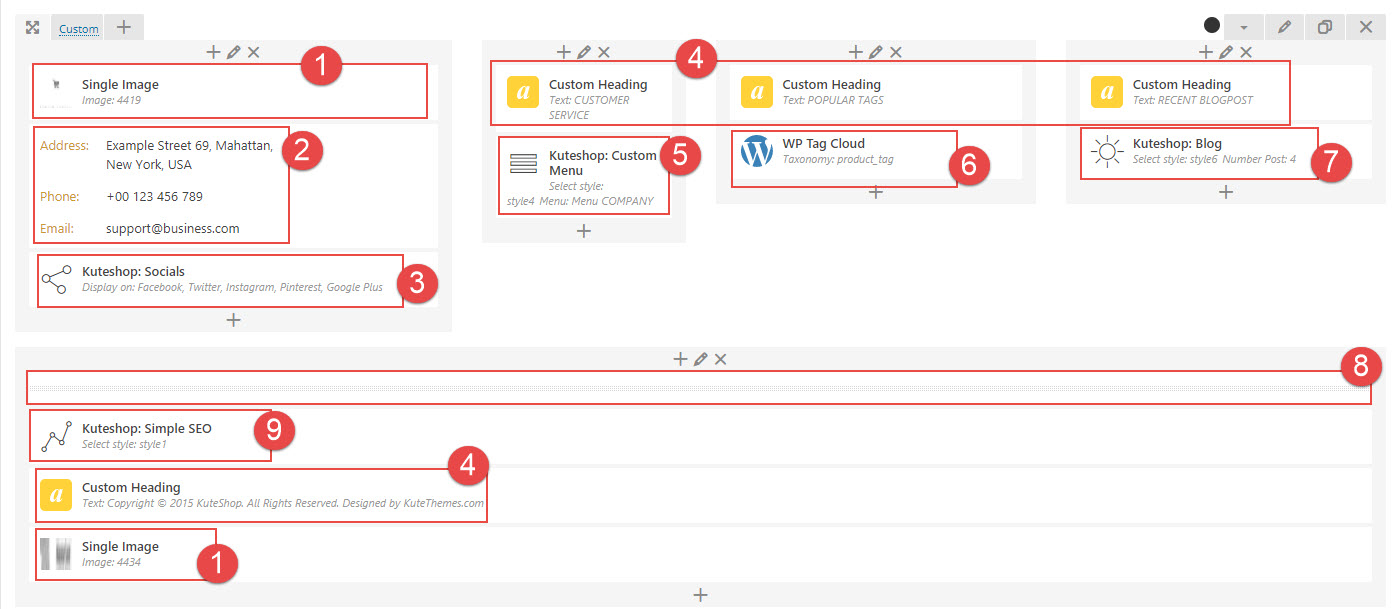 Custom
1
Single Image
Image: 4419
2
Address: Example Street 69, Mahattan,
New York, USA
Phone: +00 123 456 789
Email: support@business.com
3
Kuteshop: Socials
Display on: Facebook, Twitter, Instagram, Pinterest, Google Plus
4
a Custom Heading
Text: CUSTOMER
SERVICE
a Custom Heading
Text: POPULAR TAGS
a Custom Heading
Text: RECENT BLOGPOST
5
Kuteshop: Custom
Menu
Select style:
style4 Menu: Menu COMPANY
6
WP Tag Cloud
Taxonomy: product_tag
7
Kuteshop: Blog
Select style: style6 Number Post: 4
8
9
Kuteshop: Simple SEO
Select style: style1
4
a Custom Heading
Text: Copyright © 2015 KuteShop. All Rights Reserved. Designed by KuteThemes.com
1
Single Image
Image: 4434